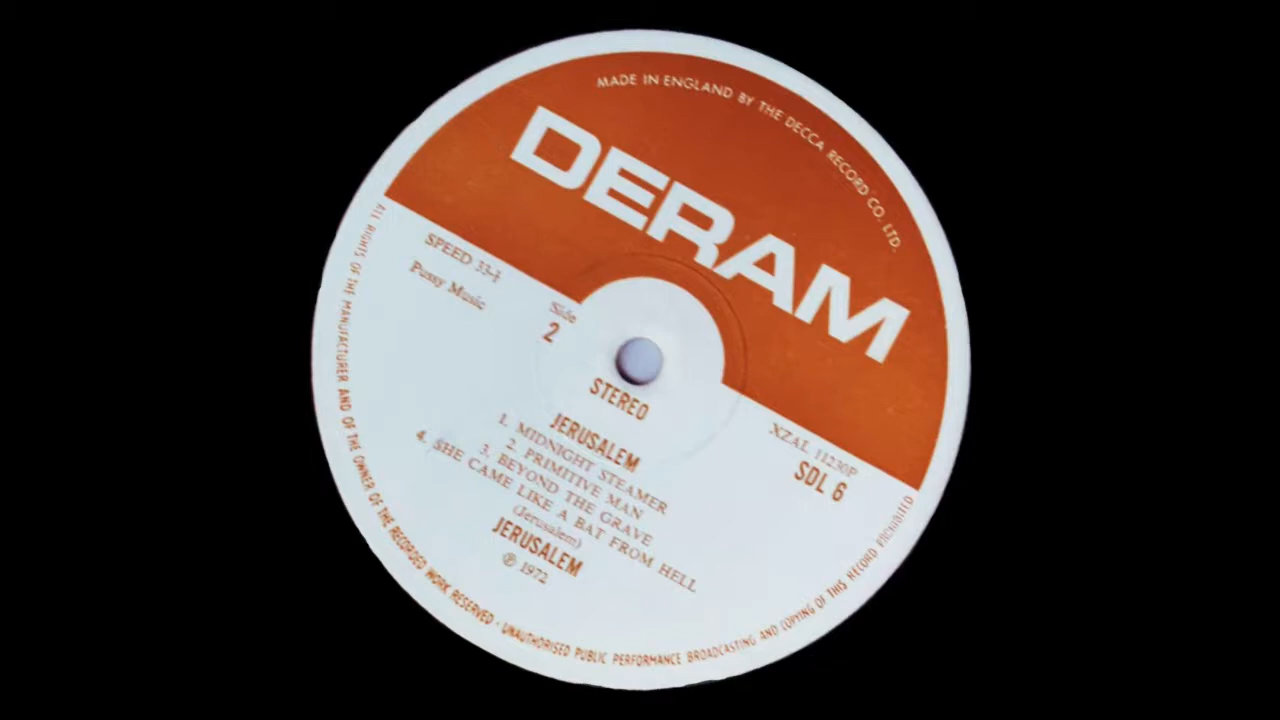 MADE IN ENGLAND BY THE DECCA RECORD CO. LTD.
DERAM
SPEED 33⅓
Pussy Music
Side
2
STEREO
XZAL 11230P
SDL 6
JERUSALEM
1. MIDNIGHT STEAMER
2. PRIMITIVE MAN
3. BEYOND THE GRAVE
4. SHE CAME LIKE A BAT FROM HELL
(Jerusalem)
JERUSALEM
℗ 1972
ALL RIGHTS OF THE MANUFACTURER AND OF THE OWNER OF THE RECORDED WORK RESERVED · UNAUTHORISED PUBLIC PERFORMANCE BROADCASTING AND COPYING OF THIS RECORD PROHIBITED